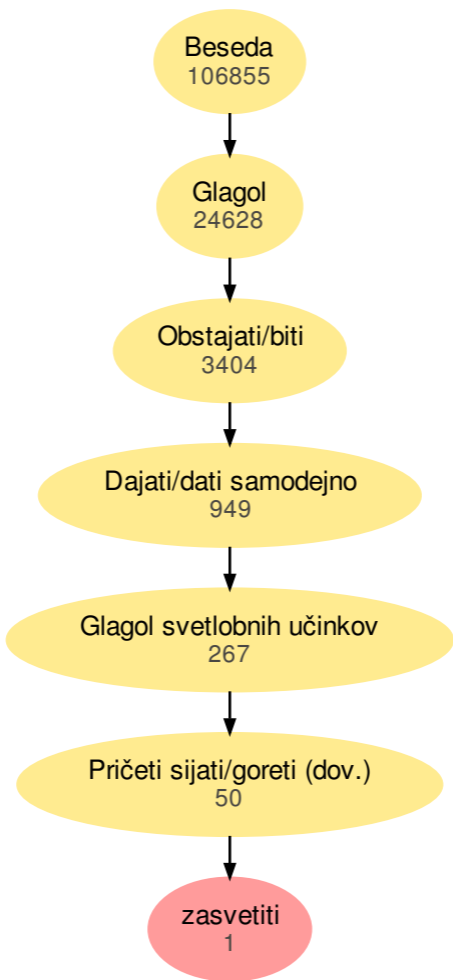 Beseda
106855
Glagol
24628
Obstajati/biti
3404
Dajati/dati samodejno
949
Glagol svetlobnih učinkov
267
Pričeti sijati/goreti (dov.)
50
zasvetiti
1